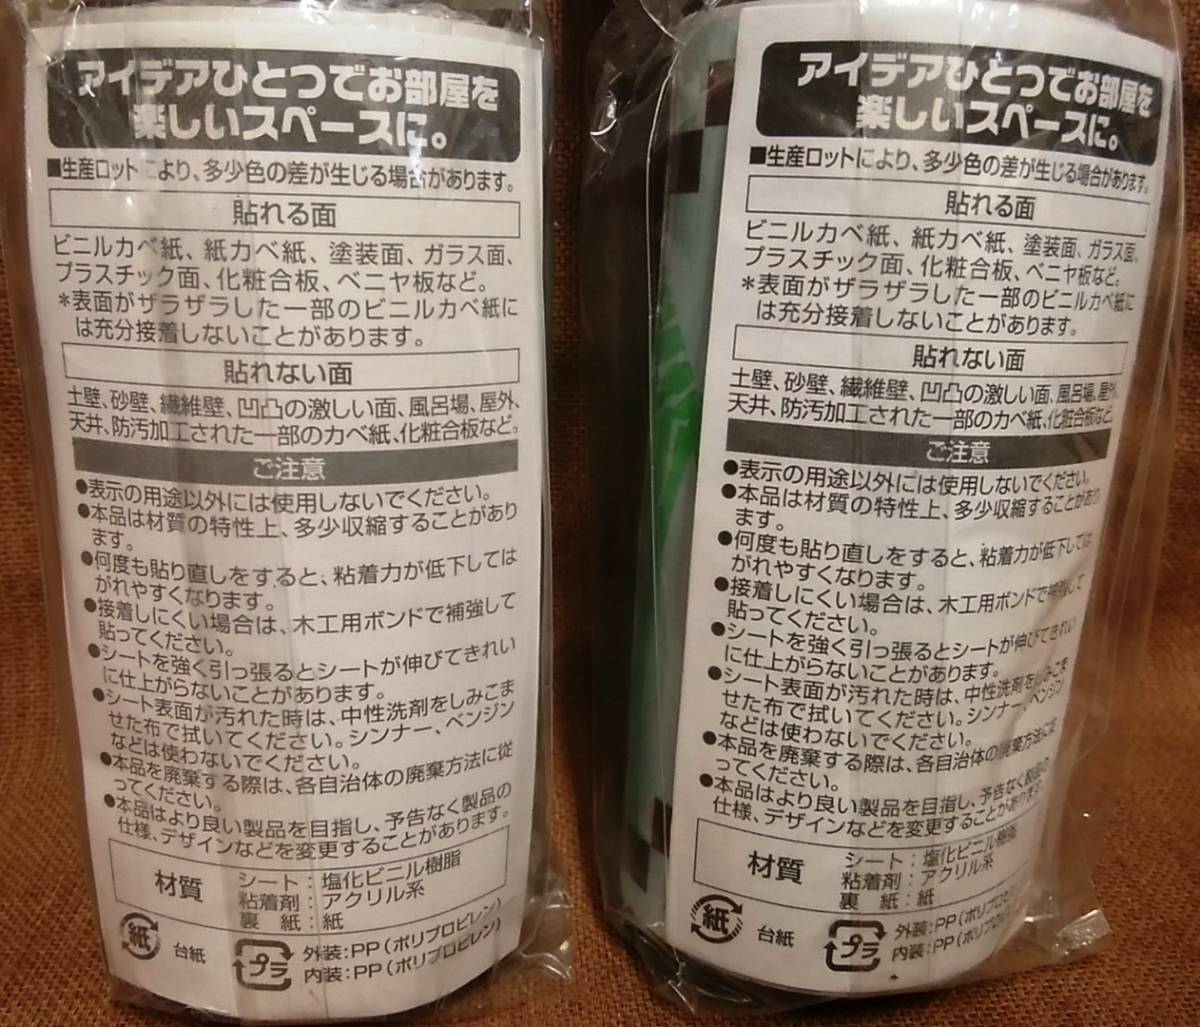 アイデアひとつでお部屋を
楽しいスペースに。
■生産ロットにより、多少色の差が生じる場合があります。
貼れる面
ビニルカベ紙、紙カベ紙、塗装面、ガラス面、
プラスチック面、化粧合板、ベニヤ板など。
*表面がザラザラした一部のビニルカベ紙に
は充分接着しないことがあります。
貼れない面
土壁、砂壁、繊維壁、凹凸の激しい面、風呂場、屋外、
天井、防汚加工された一部のカベ紙、化粧合板など。
ご注意
●表示の用途以外には使用しないでください。
●本品は材質の特性上、多少収縮することがあり
ます。
●何度も貼り直しをすると、粘着力が低下しては
がれやすくなります。
●接着しにくい場合は、木工用ボンドで補強して
貼ってください。
●シートを強く引っ張るとシートが伸びてきれい
に仕上がらないことがあります。
●シート表面が汚れた時は、中性洗剤をしみこま
せた布で拭いてください。シンナー、ベンジン
などは使わないでください。
●本品を廃棄する際は、各自治体の廃棄方法に従
ってください。
●本品はより良い製品を目指し、予告なく製品の
仕様、デザインなどを変更することがあります。
材質
シート：塩化ビニル樹脂
粘着剤：アクリル系
裏 紙：紙
紙 台紙
プラ
外装:PP(ポリプロピレン)
内装:PP(ポリプロピレン)
アイデアひとつでお部屋を
楽しいスペースに。
■生産ロットにより、多少色の差が生じる場合があります。
貼れる面
ビニルカベ紙、紙カベ紙、塗装面、ガラス面、
プラスチック面、化粧合板、ベニヤ板など。
*表面がザラザラした一部のビニルカベ紙に
は充分接着しないことがあります。
貼れない面
土壁、砂壁、繊維壁、凹凸の激しい面、風呂場、屋外、
天井、防汚加工された一部のカベ紙、化粧合板など。
ご注意
●表示の用途以外には使用しないでください。
●本品は材質の特性上、多少収縮することがあり
ます。
●何度も貼り直しをすると、粘着力が低下しては
がれやすくなります。
●接着しにくい場合は、木工用ボンドで補強して
貼ってください。
●シートを強く引っ張るとシートが伸びてきれい
に仕上がらないことがあります。
●シート表面が汚れた時は、中性洗剤をしみこま
せた布で拭いてください。シンナー、ベンジン
などは使わないでください。
●本品を廃棄する際は、各自治体の廃棄方法に従
ってください。
●本品はより良い製品を目指し、予告なく製品の
仕様、デザインなどを変更することがあります。
材質
シート：塩化ビニル樹脂
粘着剤：アクリル系
裏 紙：紙
紙 台紙
プラ
外装:PP(ポリプロピ
内装:PP(ポリプロ